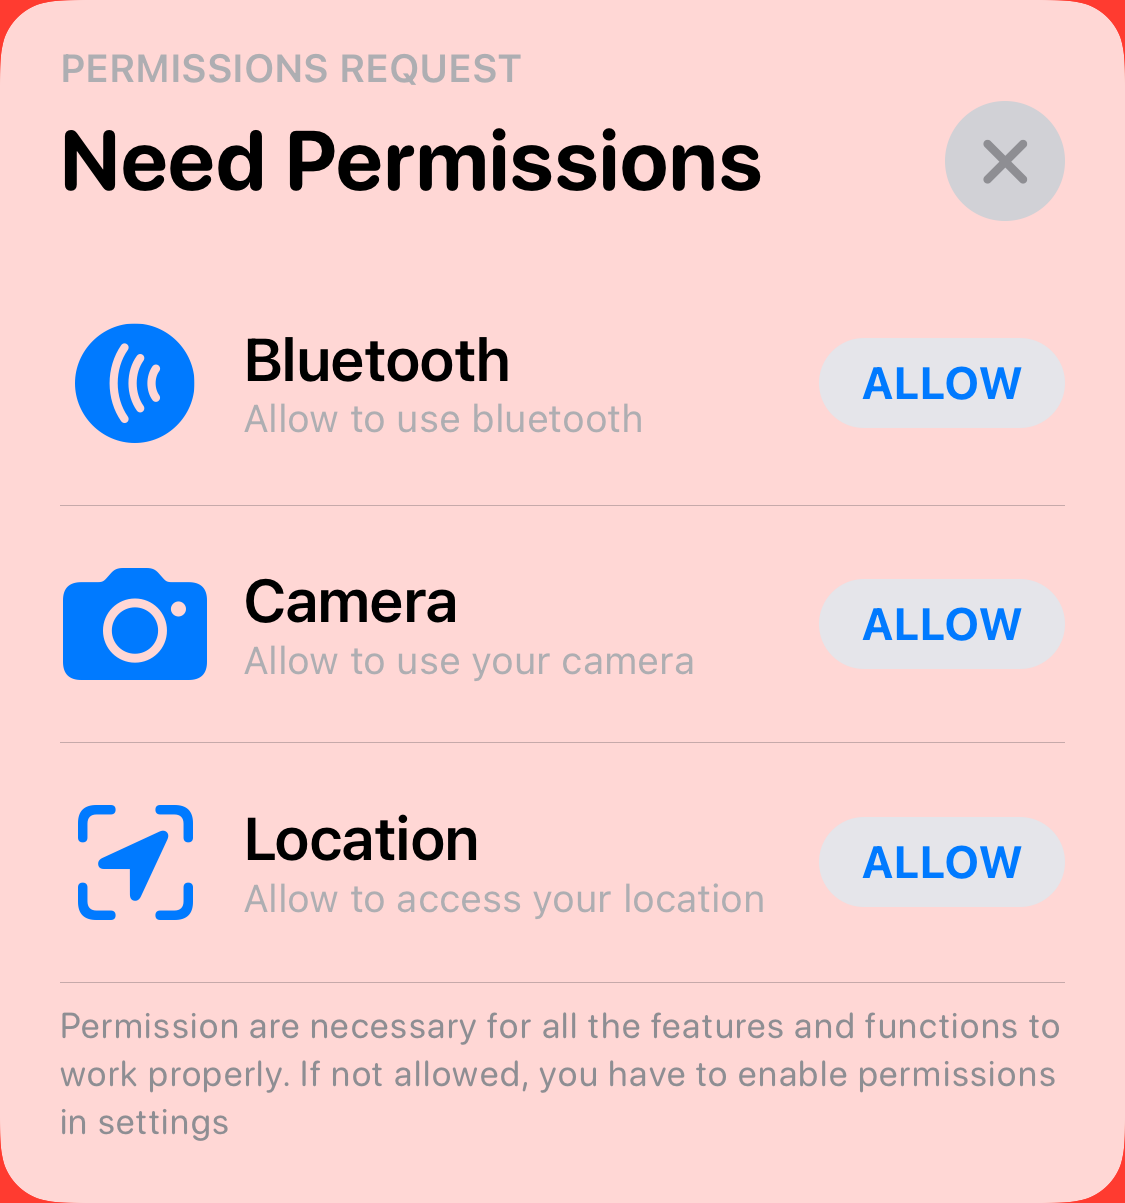 PERMISSIONS REQUEST
Need Permissions
Bluetooth
Allow to use bluetooth
ALLOW
Camera
Allow to use your camera
ALLOW
Location
Allow to access your location
ALLOW
Permission are necessary for all the features and functions to
work properly. If not allowed, you have to enable permissions
in settings